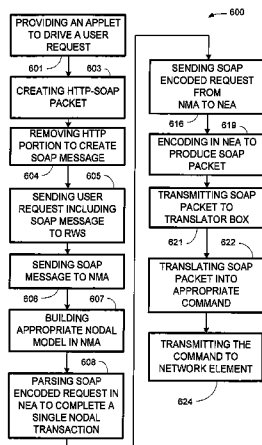 600
PROVIDING AN APPLET
TO DRIVE A USER
REQUEST
601
603
CREATING HTTP-SOAP
PACKET
REMOVING HTTP
PORTION TO CREATE
SOAP MESSAGE
604
605
SENDING USER
REQUEST INCLUDING
SOAP MESSAGE
TO RWS
SENDING SOAP
MESSAGE TO NMA
606
607
BUILDING
APPROPRIATE NODAL
MODEL IN NMA
608
PARSING SOAP
ENCODED REQUEST IN
NEA TO COMPLETE A
SINGLE NODAL
TRANSACTION
SENDING SOAP
ENCODED REQUEST
FROM
NMA TO NEA
616
619
ENCODING IN NEA TO
PRODUCE SOAP
PACKET
TRANSMITTING SOAP
PACKET TO
TRANSLATOR BOX
621
622
TRANSLATING SOAP
PACKET INTO
APPROPRIATE
COMMAND
TRANSMITTING THE
COMMAND TO
NETWORK ELEMENT
624